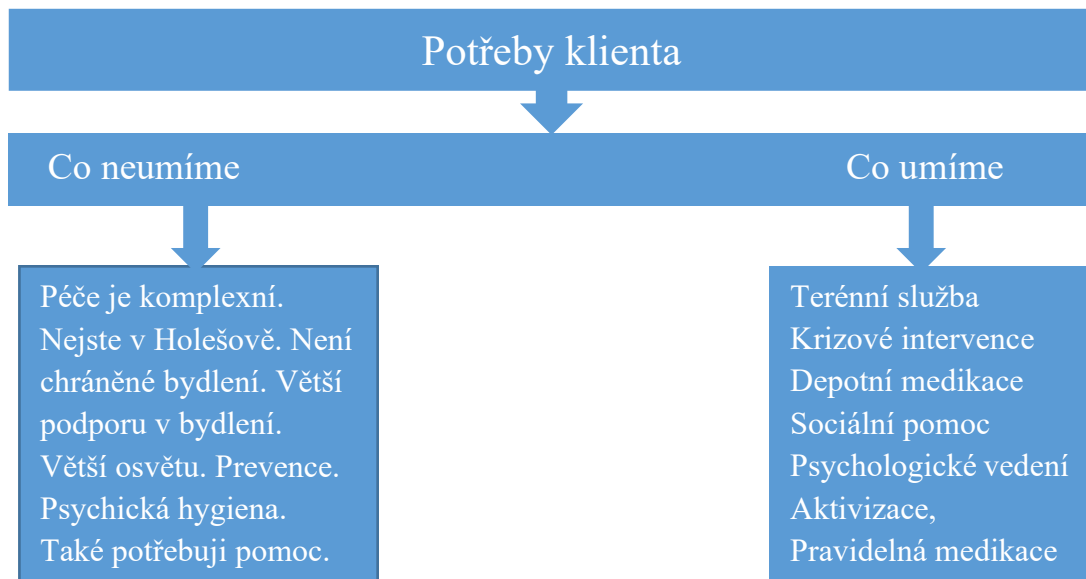 Potřeby klienta
Co neumíme
Co umíme
Péče je komplexní.
Nejste v Holešově. Není
chráněné bydlení. Větší
podporu v bydlení.
Větší osvětu. Prevence.
Psychická hygiena.
Také potřebuji pomoc.
Terénní služba
Krizové intervence
Depotní medikace
Sociální pomoc
Psychologické vedení
Aktivizace,
Pravidelná medikace